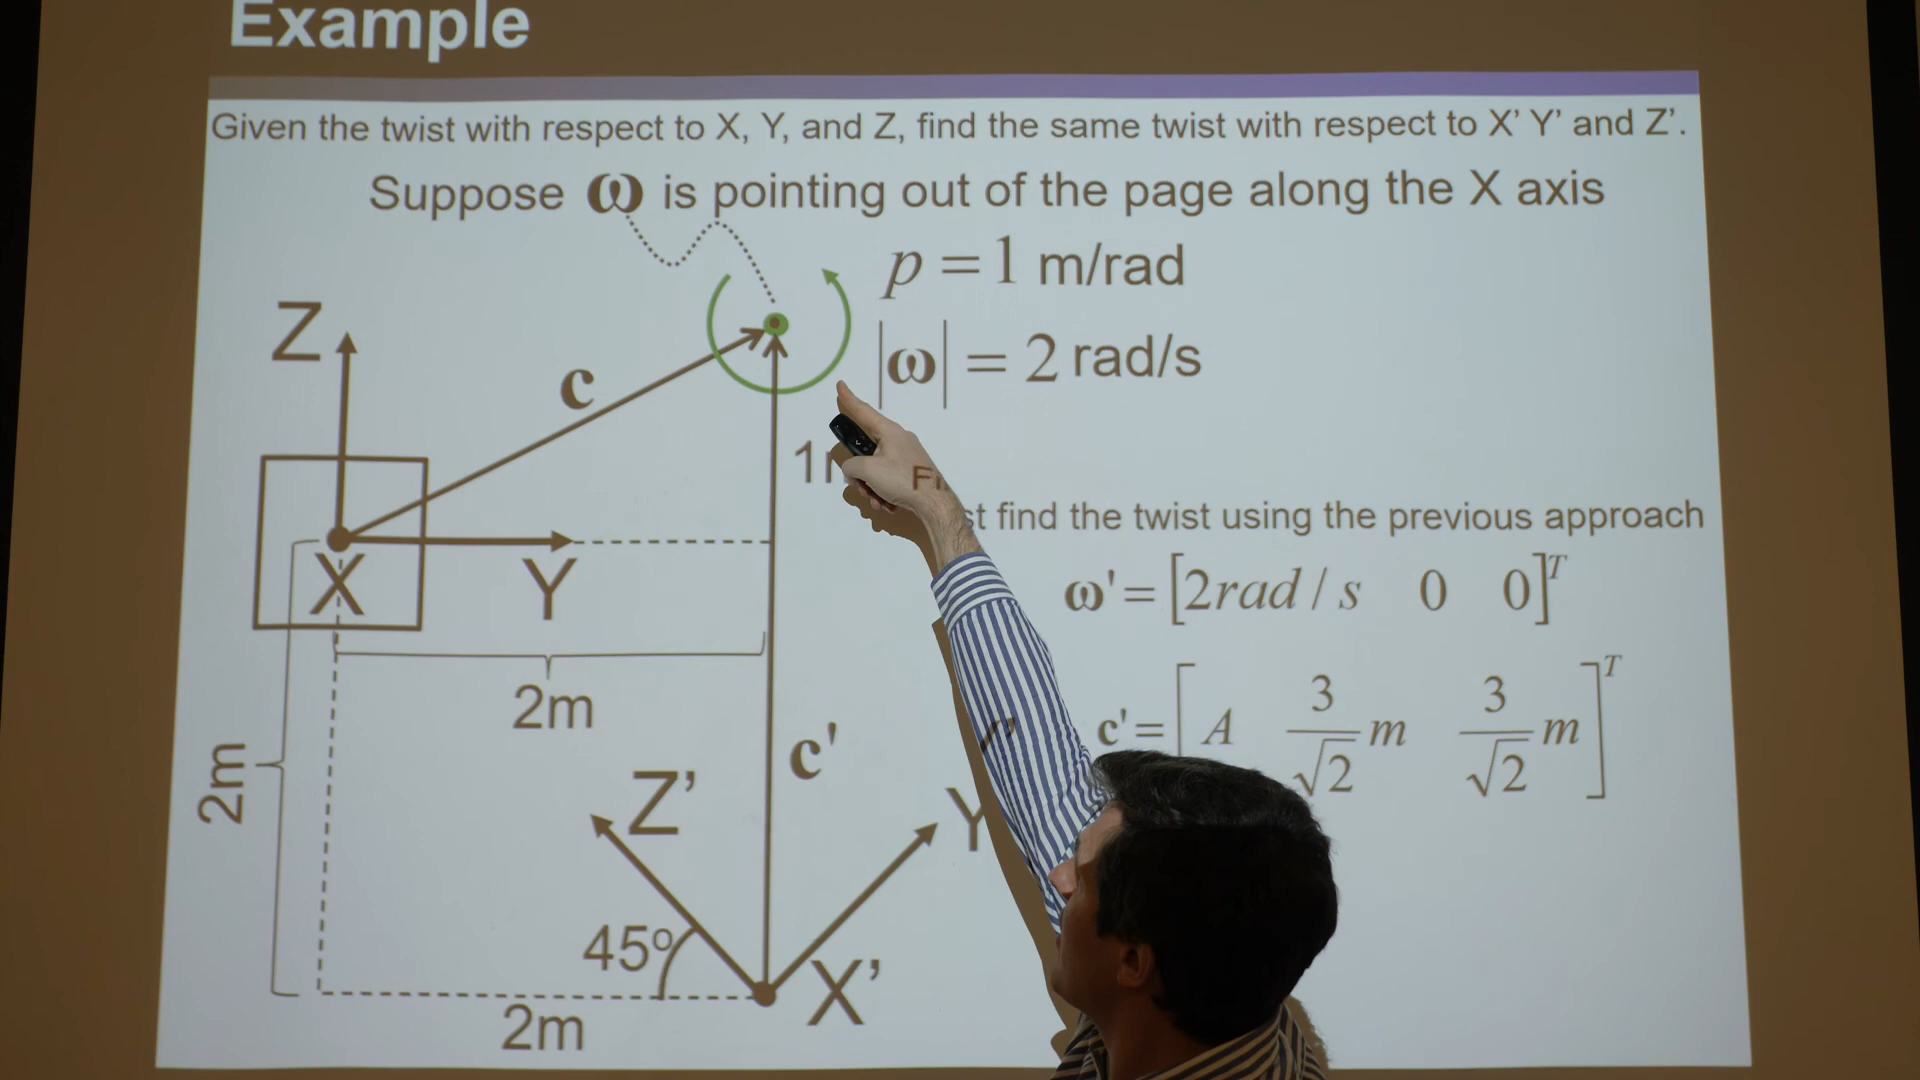 Example
Given the twist with respect to X, Y, and Z, find the same twist with respect to X' Y' and Z'.
Suppose ω is pointing out of the page along the X axis
p = 1 m/rad
|ω| = 2 rad/s
Z
c
1
X
Y
2m
2m
c'
Z'
Y
45º
X'
2m
st find the twist using the previous approach
ω' = [2rad / s 0 0]ᵀ
c' = [A 3/√2 m 3/√2 m]ᵀ